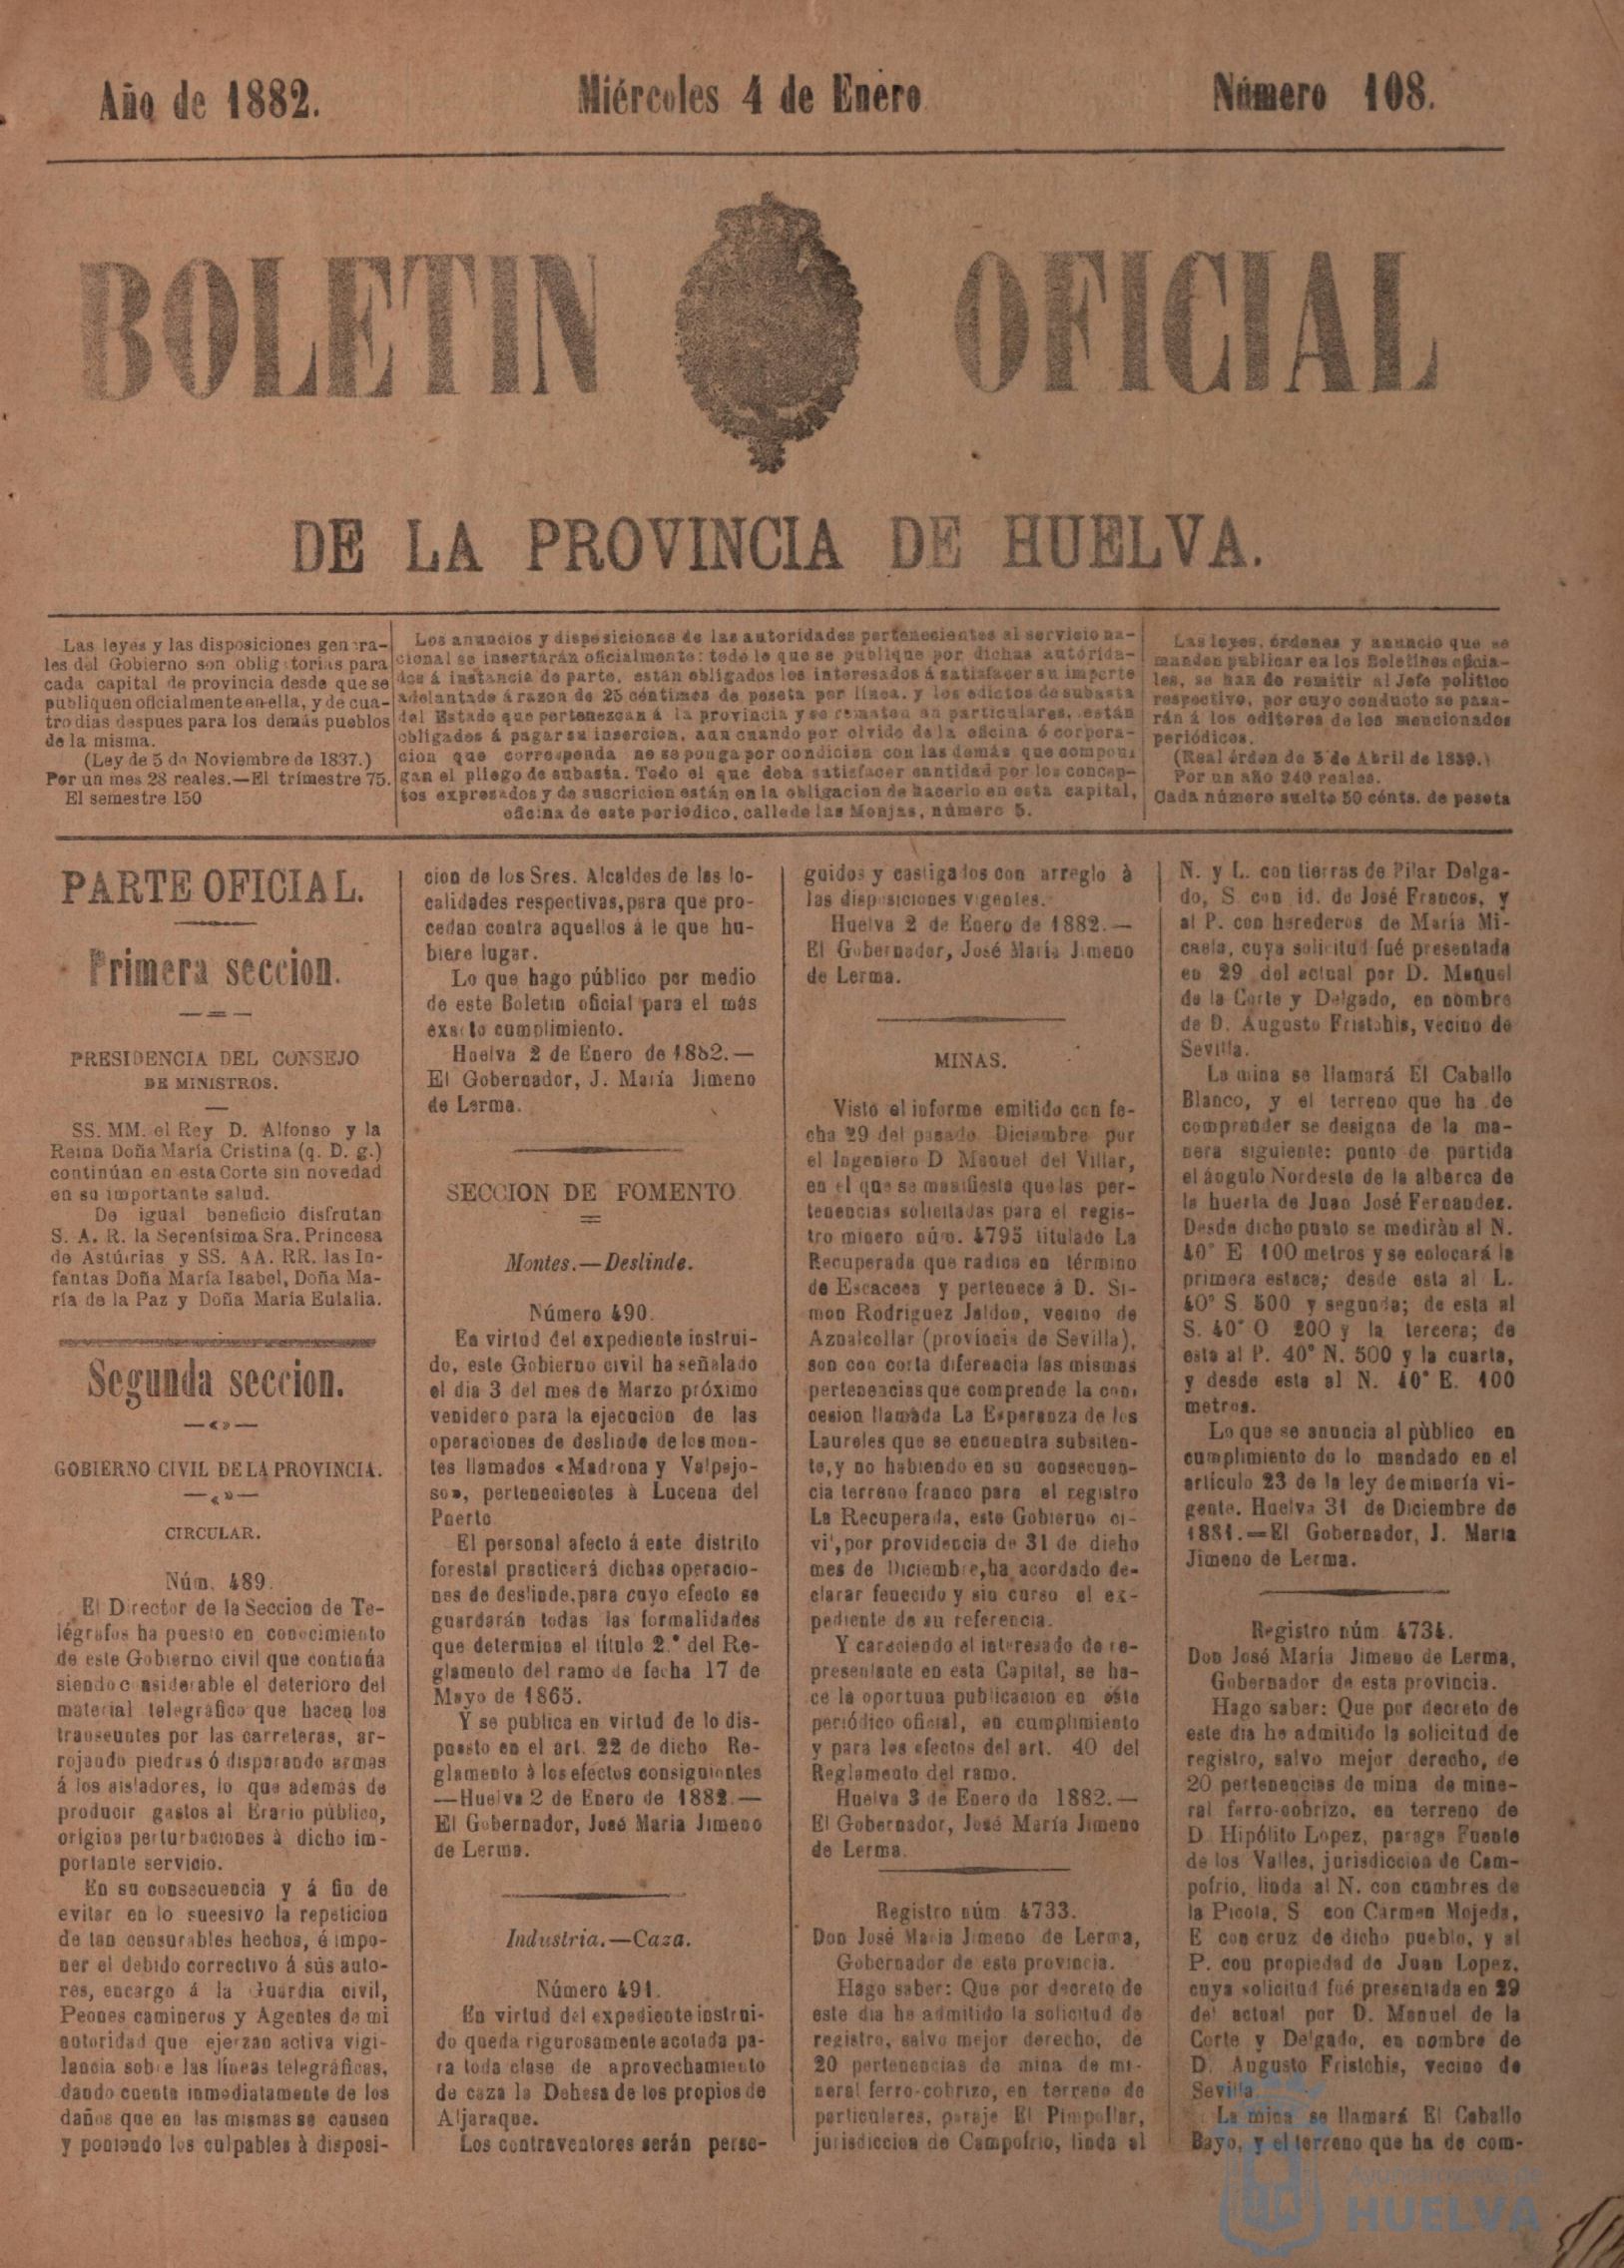 Año de 1882.
Miércoles 4 de Enero
Número 108.
BOLETIN OFICIAL
DE LA PROVINCIA DE HUELVA.
Las leyes y las disposiciones genera-
les del Gobierno son obligatorias para
cada capital de provincia desde que se
publiquen oficialmente en ella, y de cua-
tro dias despues para los demás pueblos
de la misma.
(Ley de 5 de Noviembre de 1837.)
Por un mes 28 reales.—El trimestre 75.
El semestre 150
Los anuncios y disposiciones de las autoridades pertenecientes al servicio na-
cional se insertarán oficialmente: todo lo que se publique por dichas autorida-
des á instancia de parte, están obligados los interesados á satisfacer su importe
adelantado á razon de 25 céntimos de peseta por línea, y los edictos de subasta
del Estado que pertenezcan á la provincia y se rematen an particulares, están
obligados á pagar su insercion, aun cuando por olvido de la oficina ó corpora-
cion que corresponda no se ponga por condicion con las demás que compon
gan el pliego de subasta. Todo el que deba satisfacer cantidad por los concep-
tos expresados y de suscricion están en la obligacion de hacerlo en esta capital,
oficina de este periodico, calle de las Monjas, número 5.
Las leyes, órdenes y anuncio que se
manden publicar en los Boletines oficia-
les, se han de remitir al Jefe politico
respectivo, por cuyo conducto se pasa-
rán á los editores de los mencionados
periódicos.
(Real órden de 3 de Abril de 1839.)
Por un año 240 reales.
Cada número suelto 50 cénts. de peseta
PARTE OFICIAL.
Primera seccion.
PRESIDENCIA DEL CONSEJO
DE MINISTROS.
SS. MM. el Rey D. Alfonso y la
Reina Doña María Cristina (q. D. g.)
continúan en esta Corte sin novedad
en su importante salud.
De igual beneficio disfrutan
S. A. R. la Serenísima Sra. Princesa
de Astúirias y SS. AA. RR. las In-
fantas Doña María Isabel, Doña Ma-
ría de la Paz y Doña María Eulalia.
Segunda seccion.
GOBIERNO CIVIL DE LA PROVINCIA.
CIRCULAR.
Núm. 489.
El Director de la Seccion de Te-
légrafos ha puesto en conocimiento
de este Gobierno civil que continúa
siendo considerable el deterioro del
material telegráfico que hacen los
transeuntes por las carreteras, ar-
rojando piedras ó disparando armas
á los aisladores, lo que además de
producir gastos al Erario público,
origina perturbaciones à dicho im-
portante servicio.
En su consecuencia y á fin de
evitar en lo sucesivo la repeticion
de tan censurables hechos, é impo-
ner el debido correctivo á sus auto-
res, encargo á la Guardia civil,
Peones camineros y Agentes de mi
autoridad que ejerzan activa vigi-
lancia sobre las líneas telegráficas,
dando cuenta inmediatamente de los
daños que en las mismas se causen
y poniendo los culpables à disposi-
cion de los Sres. Alcaldes de las lo-
calidades respectivas, para que pro-
cedan contra aquellos á le que hu-
biere lugar.
Lo que hago público por medio
de este Boletin oficial para el más
exacto cumplimiento.
Huelva 2 de Enero de 1882.—
El Gobernador, J. María Jimeno
de Lerma.
SECCION DE FOMENTO
Montes.—Deslinde.
Número 490.
En virtud del expediente instrui-
do, este Gobierno civil ha señalado
el dia 3 del mes de Marzo próximo
venidero para la ejecucion de las
operaciones de deslinde de los mon-
tes llamados «Madrona y Valpejo-
so», pertenecientes à Lucena del
Puerto
El personal afecto á este distrito
forestal practicará dichas operacio-
nes de deslinde, para cuyo efecto se
guardarán todas las formalidades
que determina el título 2.º del Re-
glamento del ramo de fecha 17 de
Mayo de 1865.
Y se publica en virtud de lo dis-
puesto en el art. 22 de dicho Re-
glamento à los efectos consiguientes
—Huelva 2 de Enero de 1882.—
El Gobernador, José Maria Jimeno
de Lerma.
Industria.—Caza.
Número 491.
En virtud del expediente instrui-
do queda rigurosamente acotada pa-
ra toda clase de aprovechamiento
de caza la Dehesa de los propios de
Aljaraque.
Los contraventores serán perse-
guidos y castigados con arreglo à
las disposiciones vigentes.
Huelva 2 de Enero de 1882.—
El Gobernador, José María Jimeno
de Lerma.
MINAS.
Visto el informe emitido con fe-
cha 29 del pasado Diciembre por
el Ingeniero D Manuel del Villar,
en el que se manifiesta que las per-
tenencias solicitadas para el regis-
tro minero núm. 4795 titulado La
Recuperada que radica en término
de Escacena y pertenece à D. Si-
mon Rodriguez Jaldon, vecino de
Aznalcollar (provincia de Sevilla),
son con corta diferencia las mismas
pertenencias que comprende la con
cesion llamada La Esperanza de los
Laureles que se encuentra subsiten-
te, y no habiendo en su consecuen-
cia terreno franco para el registro
La Recuperada, este Gobierno ci-
vil, por providencia de 31 de dicho
mes de Diciembre, ha acordado de-
clarar fenecido y sin curso el ex-
pediente de su referencia.
Y careciendo el interesado de re-
presentante en esta Capital, se ha-
ce la oportuna publicacion en este
periódico oficial, en cumplimiento
y para los efectos del art. 40 del
Reglamento del ramo.
Huelva 3 de Enero de 1882.—
El Gobernador, José María Jimeno
de Lerma.
Registro núm. 4733.
Don José Maria Jimeno de Lerma,
Gobernador de esta provincia.
Hago saber: Que por decreto de
este dia he admitido la solicitud de
registro, salvo mejor derecho, de
20 pertenencias de mina de mi-
neral ferro-cobrizo, en terreno de
particulares, paraje El Pimpollar,
jurisdiccion de Campofrio, linda al
N. y L. con tierras de Pilar Delga-
do, S con id. de José Francos, y
al P. con herederos de María Mi-
caela, cuya solicitud fué presentada
en 29 del actual por D. Manuel
de la Corte y Delgado, en nombre
de D. Augusto Fristchis, vecino de
Sevilla.
La mina se llamará El Caballo
Blanco, y el terreno que ha de
comprender se designa de la ma-
nera siguiente: punto de partida
el ángulo Nordeste de la alberca de
la huerta de Juan José Fernandez.
Desde dicho punto se mediràn al N.
40° E 100 metros y se colocará la
primera estaca; desde esta al L.
40° S. 500 y segunda; de esta al
S. 40° O 200 y la tercera; de
esta al P. 40° N. 500 y la cuarta,
y desde esta al N. 40° E. 100
metros.
Lo que se anuncia al público en
cumplimiento de lo mandado en el
artículo 23 de la ley de minería vi-
gente. Huelva 31 de Diciembre de
1881.—El Gobernador, J. Maria
Jimeno de Lerma.
Registro núm. 4734.
Don José María Jimeno de Lerma,
Gobernador de esta provincia.
Hago saber: Que por decreto de
este dia he admitido la solicitud de
registro, salvo mejor derecho, de
20 pertenencias de mina de mine-
ral ferro-cobrizo, en terreno de
D Hipólito Lopez, parage Fuente
de los Valles, jurisdiccion de Cam-
pofrio, linda al N. con cumbres de
la Picota, S con Cármen Mojeda,
E con cruz de dicho pueblo, y al
P. con propiedad de Juan Lopez,
cuya solicitud fué presentada en 29
del actual por D. Manuel de la
Corte y Delgado, en nombre de
D. Augusto Fristchis, vecino de
Sevilla.
La mina se llamará El Caballo
Bayo, y el terreno que ha de com-
Ayuntamiento de
HUELVA